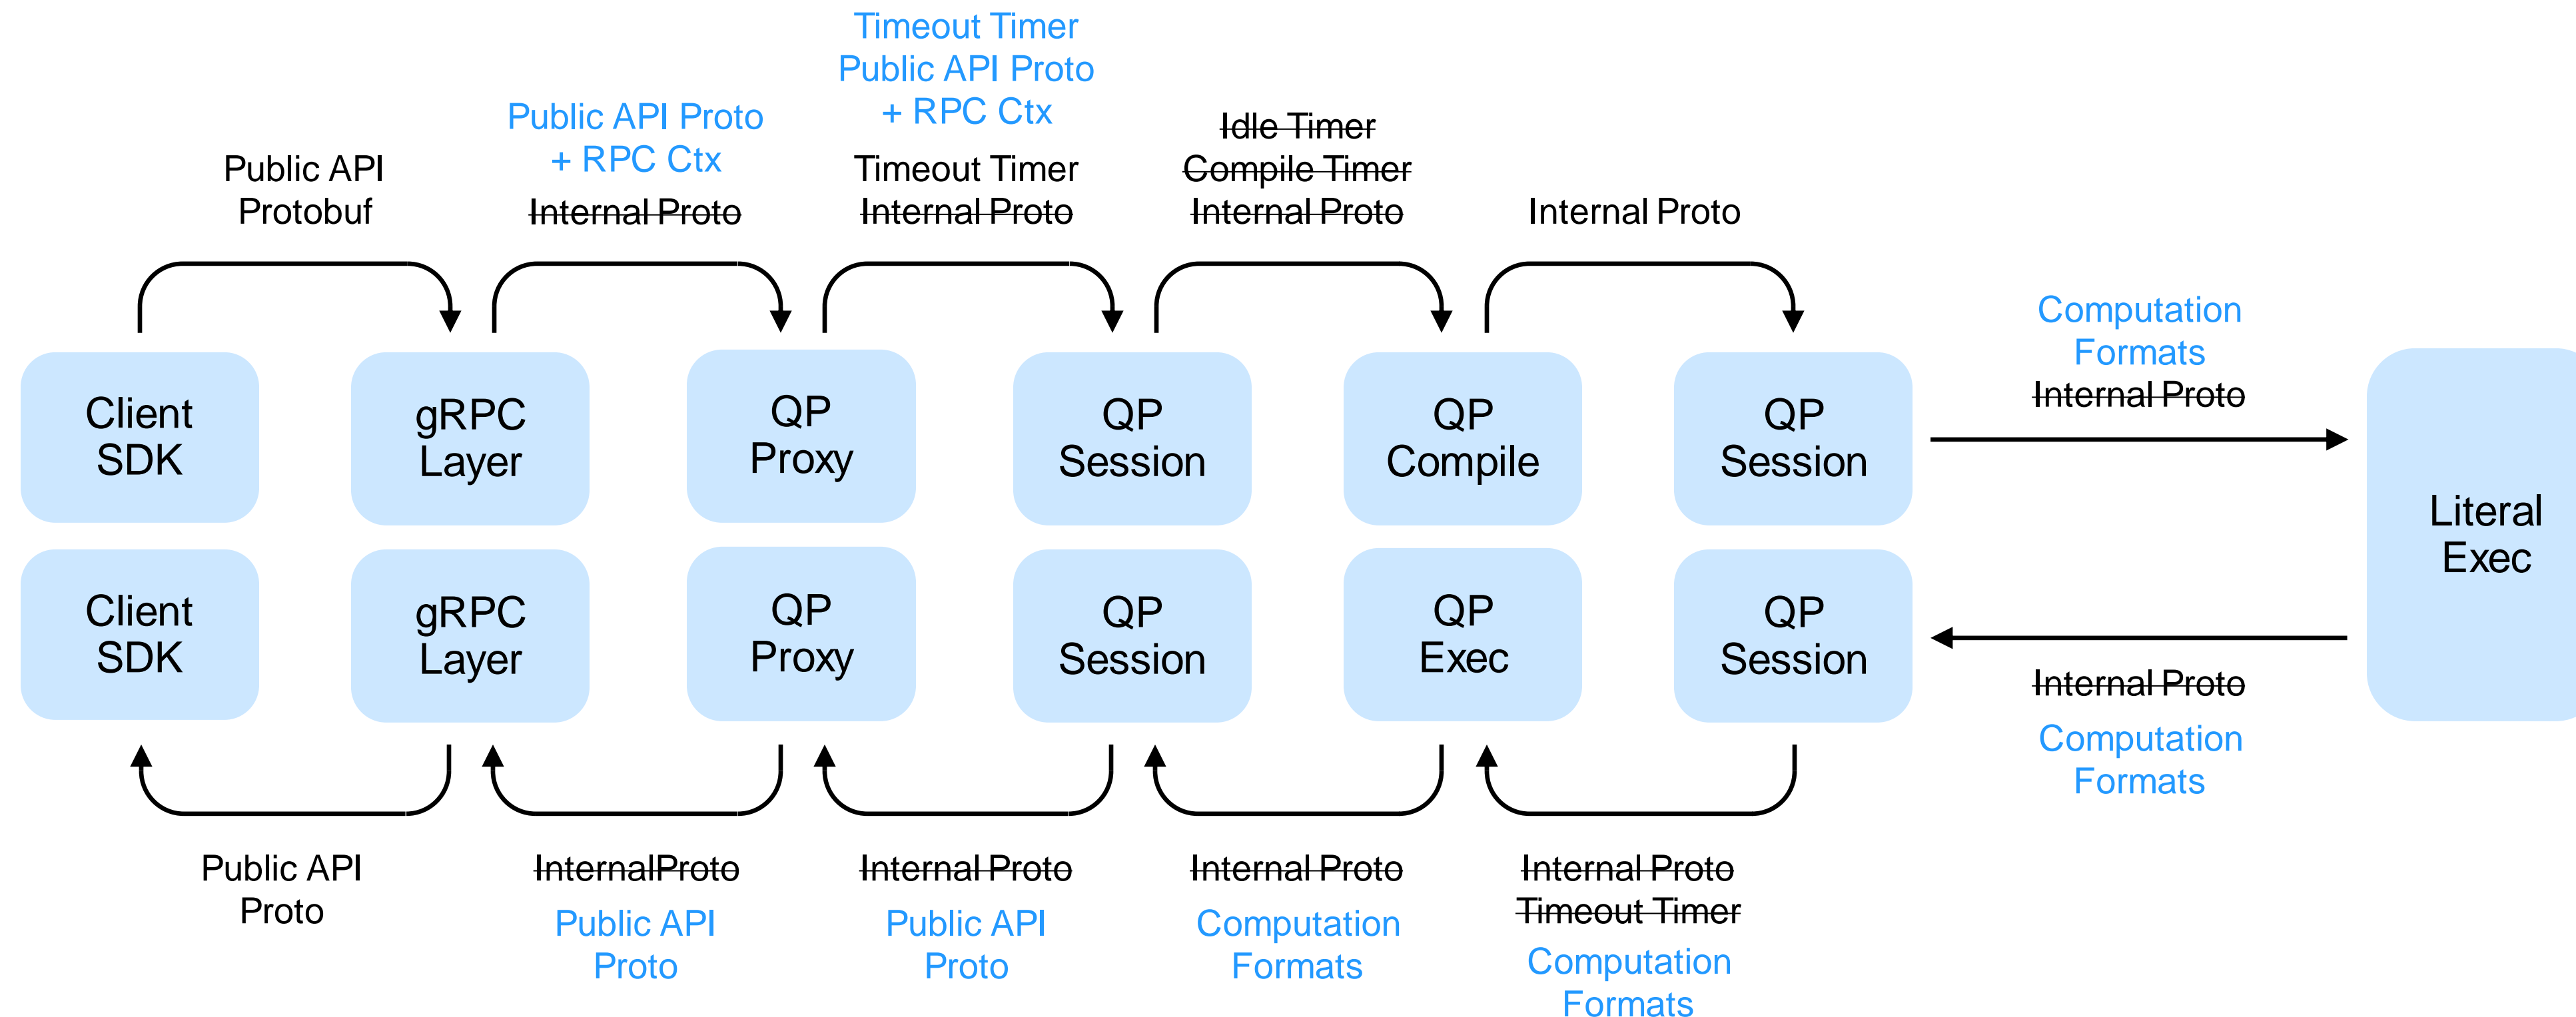 Timeout Timer
Public API Proto
+ RPC Ctx
Public API Proto
+ RPC Ctx
Idle Timer
Compile Timer
Internal Proto
Public API
Protobuf
Internal Proto
Timeout Timer
Internal Proto
Internal Proto
Computation
Formats
Internal Proto
Client
SDK
gRPC
Layer
QP
Proxy
QP
Session
QP
Compile
QP
Session
Literal
Exec
Client
SDK
gRPC
Layer
QP
Proxy
QP
Session
QP
Exec
QP
Session
Internal Proto
Computation
Formats
Public API
Proto
InternalProto
Public API
Proto
Internal Proto
Public API
Proto
Internal Proto
Computation
Formats
Internal Proto
Timeout Timer
Computation
Formats